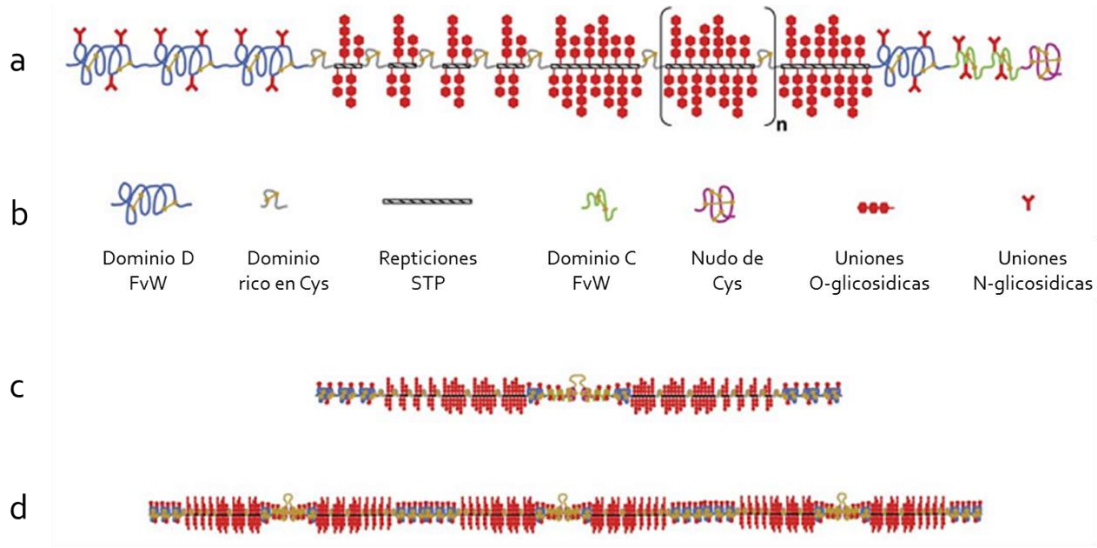 a
n
b
Dominio D
FvW
Dominio
rico en Cys
Repticiones
STP
Dominio C
FvW
Nudo de
Cys
Uniones
O-glicosidicas
Uniones
N-glicosidicas
c
d